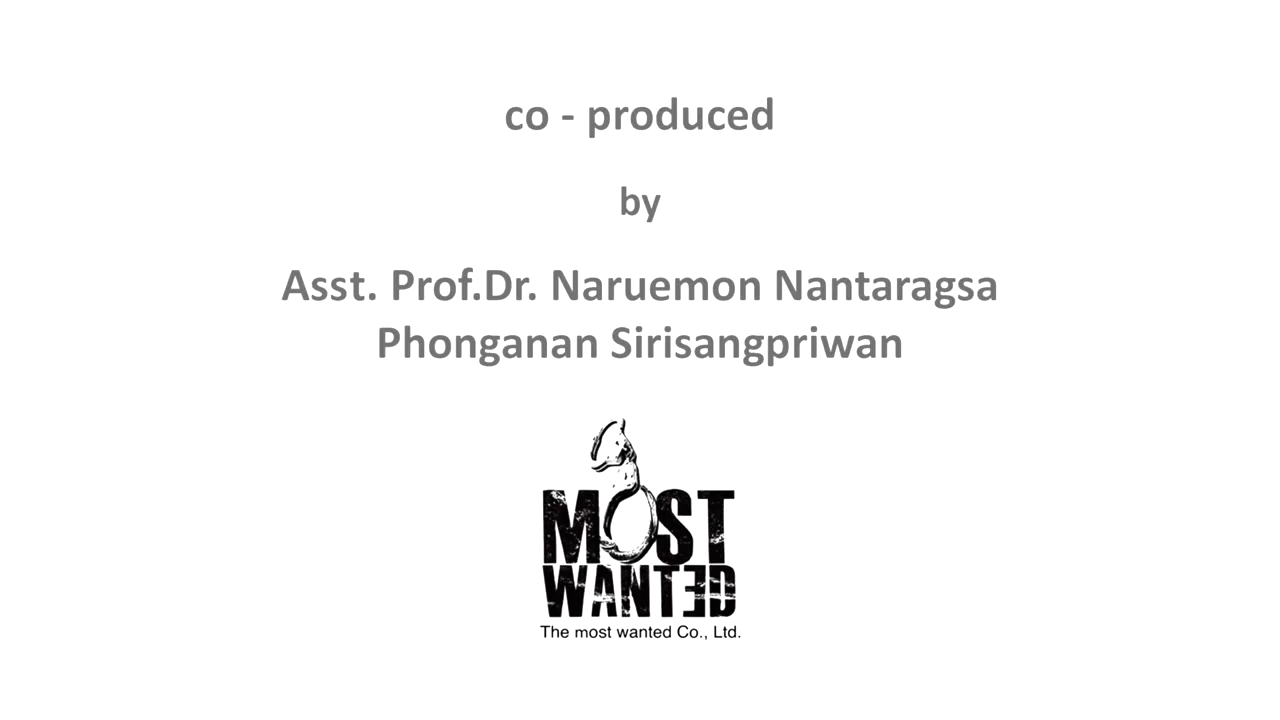 co - produced
by
Asst. Prof.Dr. Naruemon Nantaragsa
Phonganan Sirisangpriwan
MOST
WANTED
The most wanted Co., Ltd.